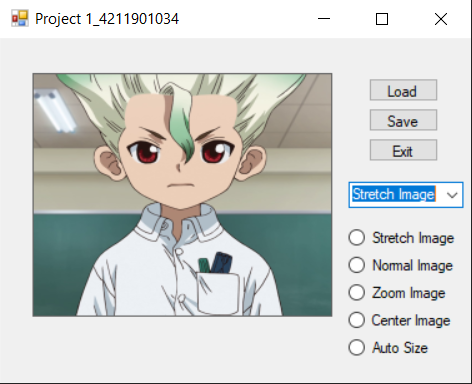 Project 1_4211901034
Load
Save
Exit
Stretch Image
Stretch Image
Normal Image
Zoom Image
Center Image
Auto Size